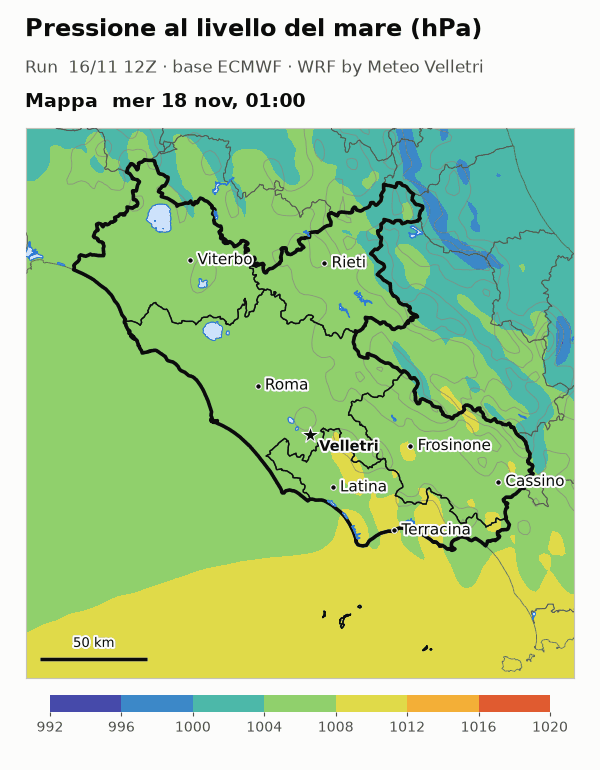 Pressione al livello del mare (hPa)
Run  16/11 12Z · base ECMWF · WRF by Meteo Velletri
Mappa  mer 18 nov, 01:00
Viterbo
Rieti
Roma
Velletri
Frosinone
Cassino
Latina
Terracina
50 km
992 996 1000 1004 1008 1012 1016 1020